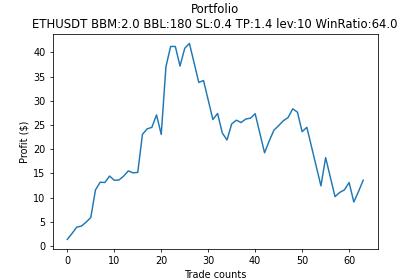 Portfolio
ETHUSDT BBM:2.0 BBL:180 SL:0.4 TP:1.4 lev:10 WinRatio:64.0
Profit ($)
40
35
30
25
20
15
10
5
0
0 10 20 30 40 50 60
Trade counts